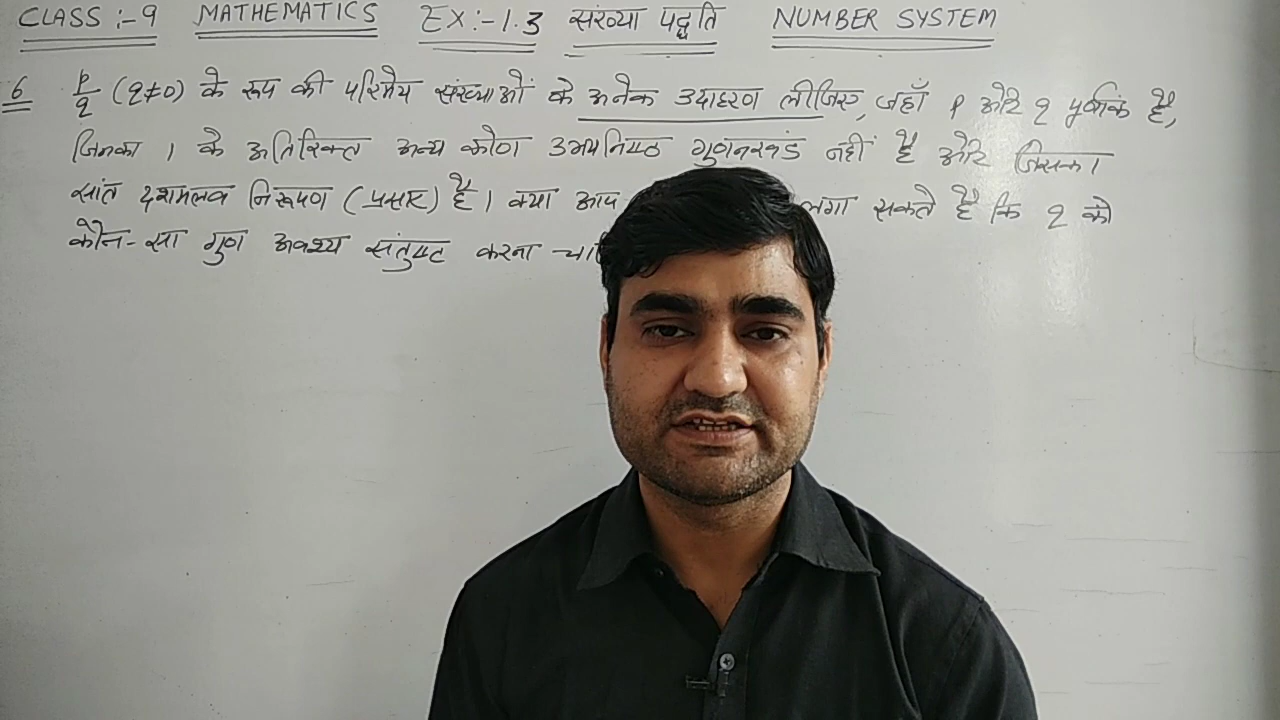 CLASS :- 9 MATHEMATICS EX :- 1.3 संख्या पद्धति NUMBER SYSTEM
6 p/q (q≠0) के रूप की परिमेय संख्याओं के अनेक उदाहरण लीजिए, जहाँ p और q पूर्णांक है,
जिनका 1 के अतिरिक्त अन्य कोई उभयनिष्ठ गुणनखंड नहीं है और जिसका
सांत दशमलव निरूपण (प्रसार) है। क्या आप लगा सकते है कि q को
कौन-सा गुण अवश्य संतुष्ट करना